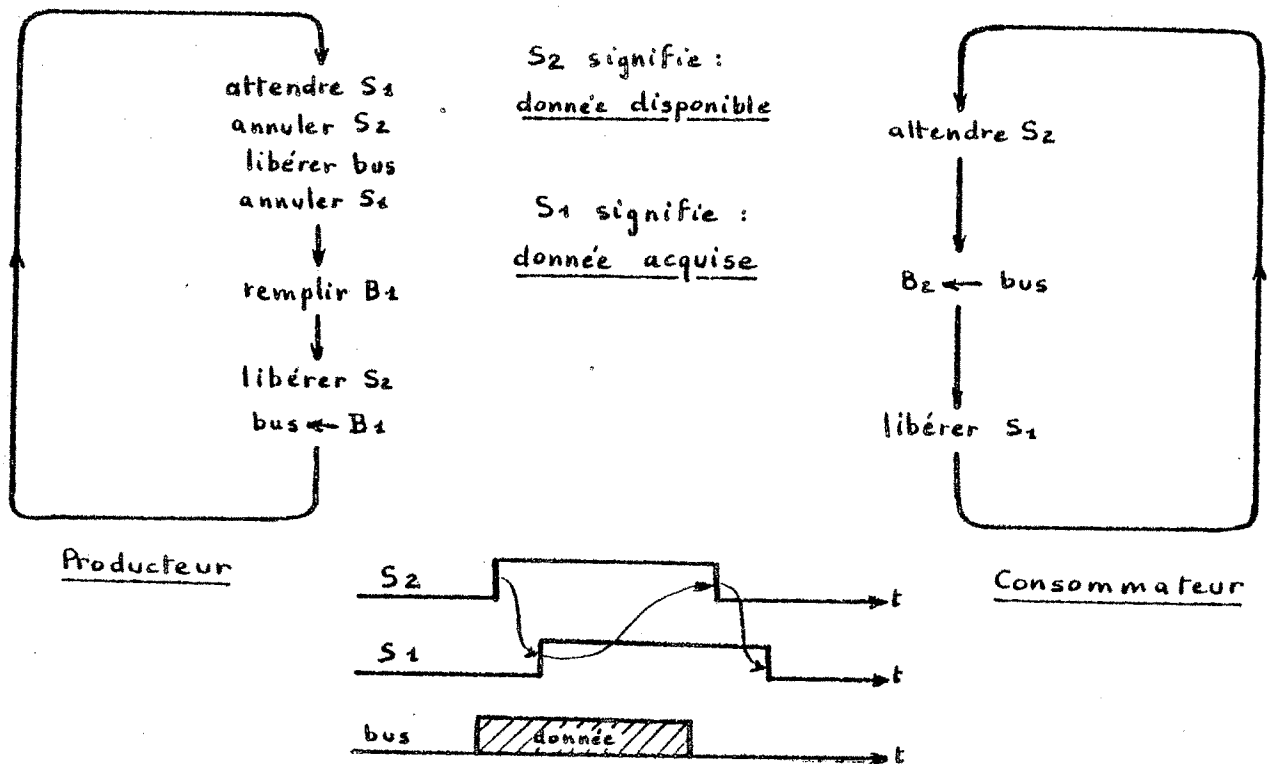 attendre S1
annuler S2
libérer bus
annuler S1
remplir B1
libérer S2
bus ← B1
Producteur
S2 signifie :
donnée disponible
S1 signifie :
donnée acquise
attendre S2
B2 ← bus
libérer S1
Consommateur
S2
t
S1
t
bus
donnée
t